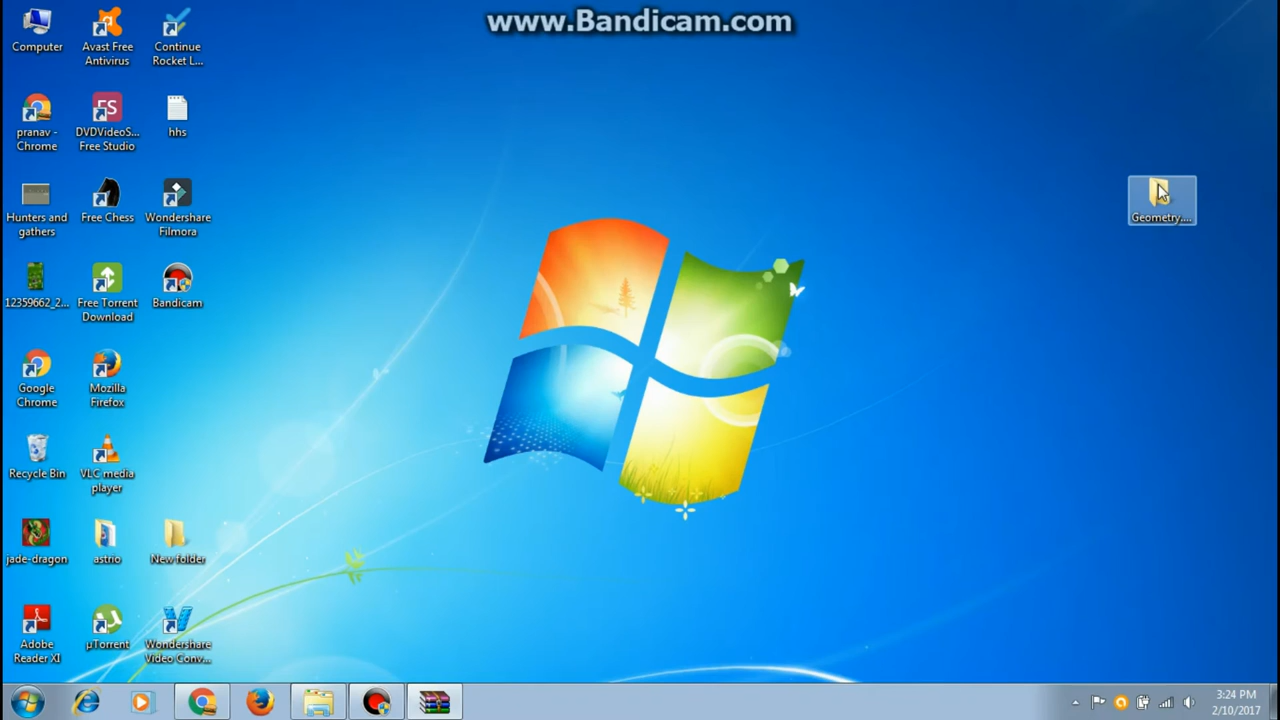 www.Bandicam.com
Computer
Avast Free
Antivirus
Continue
Rocket L...
pranav -
Chrome
DVDVideoS...
Free Studio
hhs
Hunters and
gathers
Free Chess
Wondershare
Filmora
Geometry....
12359662_2...
Free Torrent
Download
Bandicam
Google
Chrome
Mozilla
Firefox
Recycle Bin
VLC media
player
jade-dragon
astrio
New folder
Adobe
Reader XI
µTorrent
Wondershare
Video Conv...
FS
3:24 PM
2/10/2017